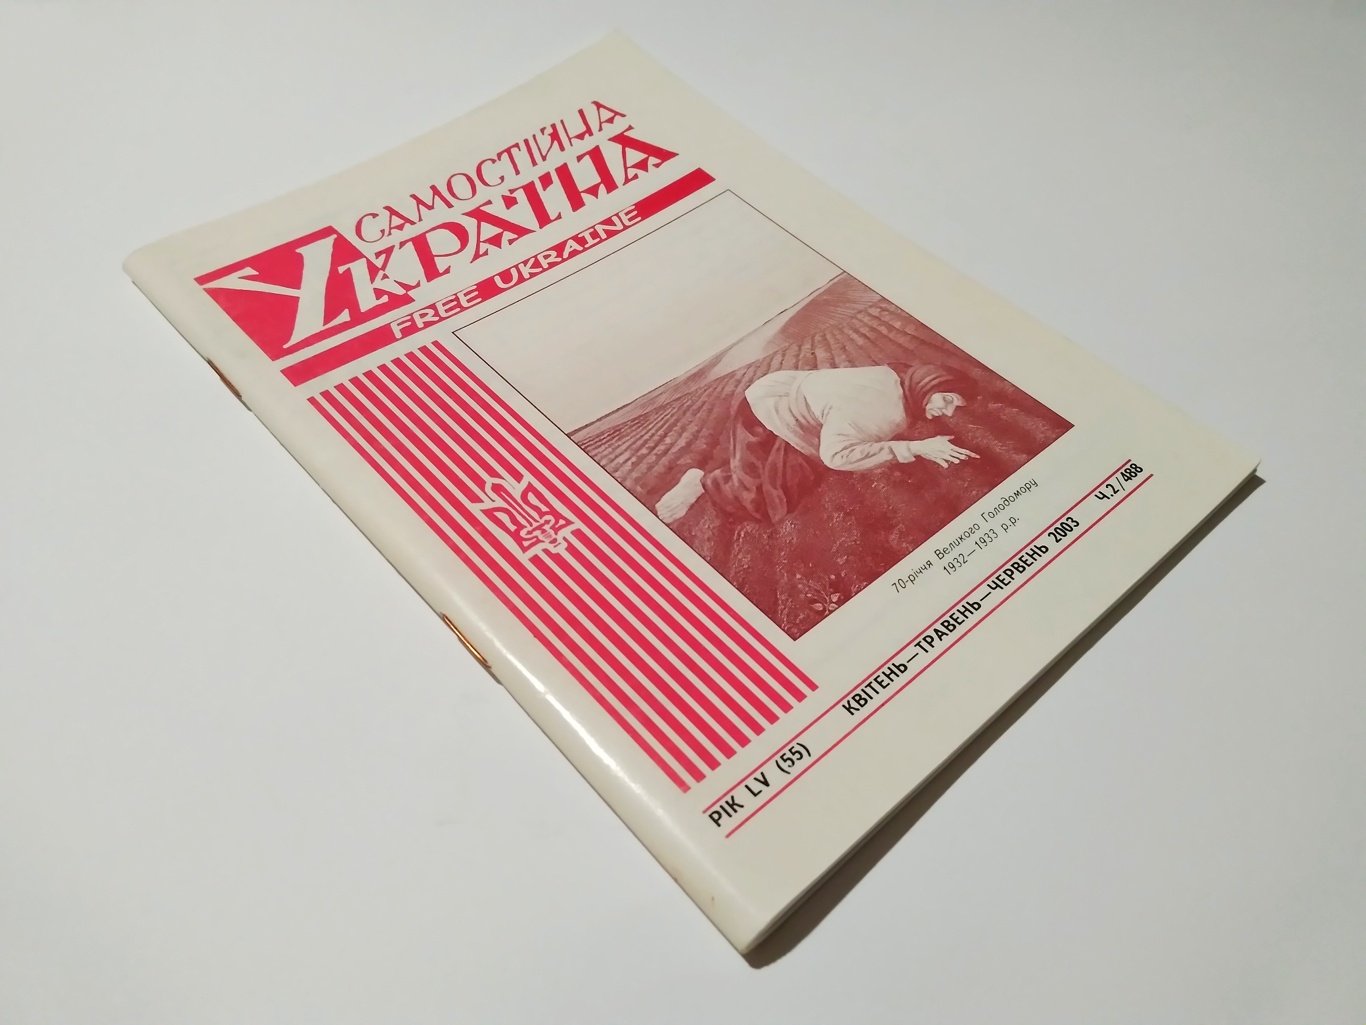 САМОСТІЙНА
УКРАЇНА
FREE UKRAINE
70-річчя Великого Голодомору
1932—1933 р.р.
РІК LV (55) КВІТЕНЬ—ТРАВЕНЬ—ЧЕРВЕНЬ 2003 Ч.2/488